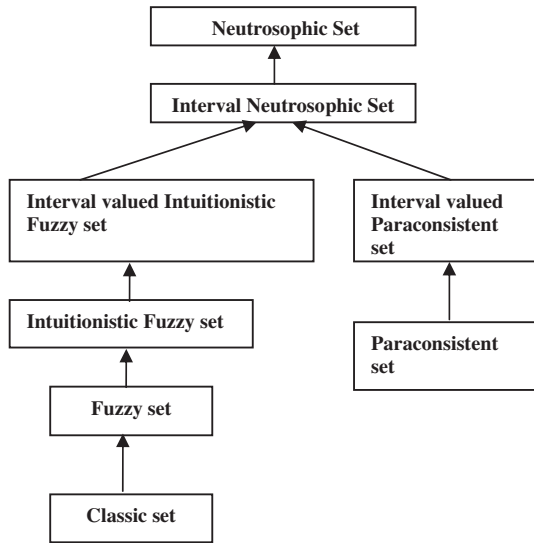 Neutrosophic Set
Interval Neutrosophic Set
Interval valued Intuitionistic
Fuzzy set
Interval valued
Paraconsistent
set
Intuitionistic Fuzzy set
Paraconsistent
set
Fuzzy set
Classic set